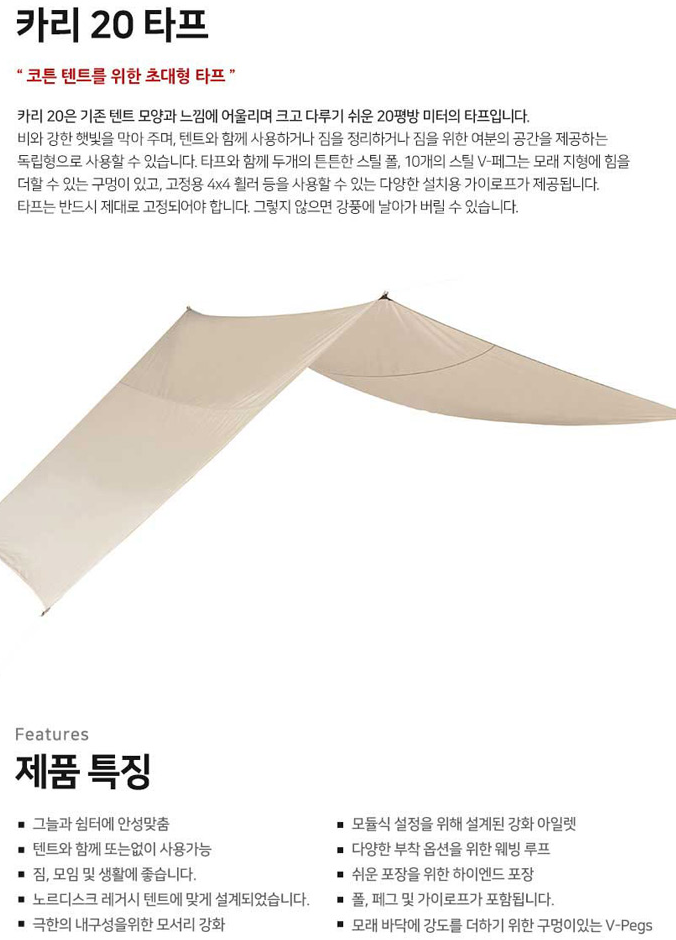 카리 20 타프
“ 코튼 텐트를 위한 초대형 타프 ”
카리 20은 기존 텐트 모양과 느낌에 어울리며 크고 다루기 쉬운 20평방 미터의 타프입니다.
비와 강한 햇빛을 막아 주며, 텐트와 함께 사용하거나 짐을 정리하거나 짐을 위한 여분의 공간을 제공하는
독립형으로 사용할 수 있습니다. 타프와 함께 두개의 튼튼한 스틸 폴, 10개의 스틸 V-페그는 모래 지형에 힘을
더할 수 있는 구멍이 있고, 고정용 4x4 휠러 등을 사용할 수 있는 다양한 설치용 가이로프가 제공됩니다.
타프는 반드시 제대로 고정되어야 합니다. 그렇지 않으면 강풍에 날아가 버릴 수 있습니다.
Features
제품 특징
▪ 그늘과 쉼터에 안성맞춤
▪ 텐트와 함께 또는없이 사용가능
▪ 짐, 모임 및 생활에 좋습니다.
▪ 노르디스크 레거시 텐트에 맞게 설계되었습니다.
▪ 극한의 내구성을위한 모서리 강화
▪ 모듈식 설정을 위해 설계된 강화 아일렛
▪ 다양한 부착 옵션을 위한 웨빙 루프
▪ 쉬운 포장을 위한 하이엔드 포장
▪ 폴, 페그 및 가이로프가 포함됩니다.
▪ 모래 바닥에 강도를 더하기 위한 구멍이있는 V-Pegs